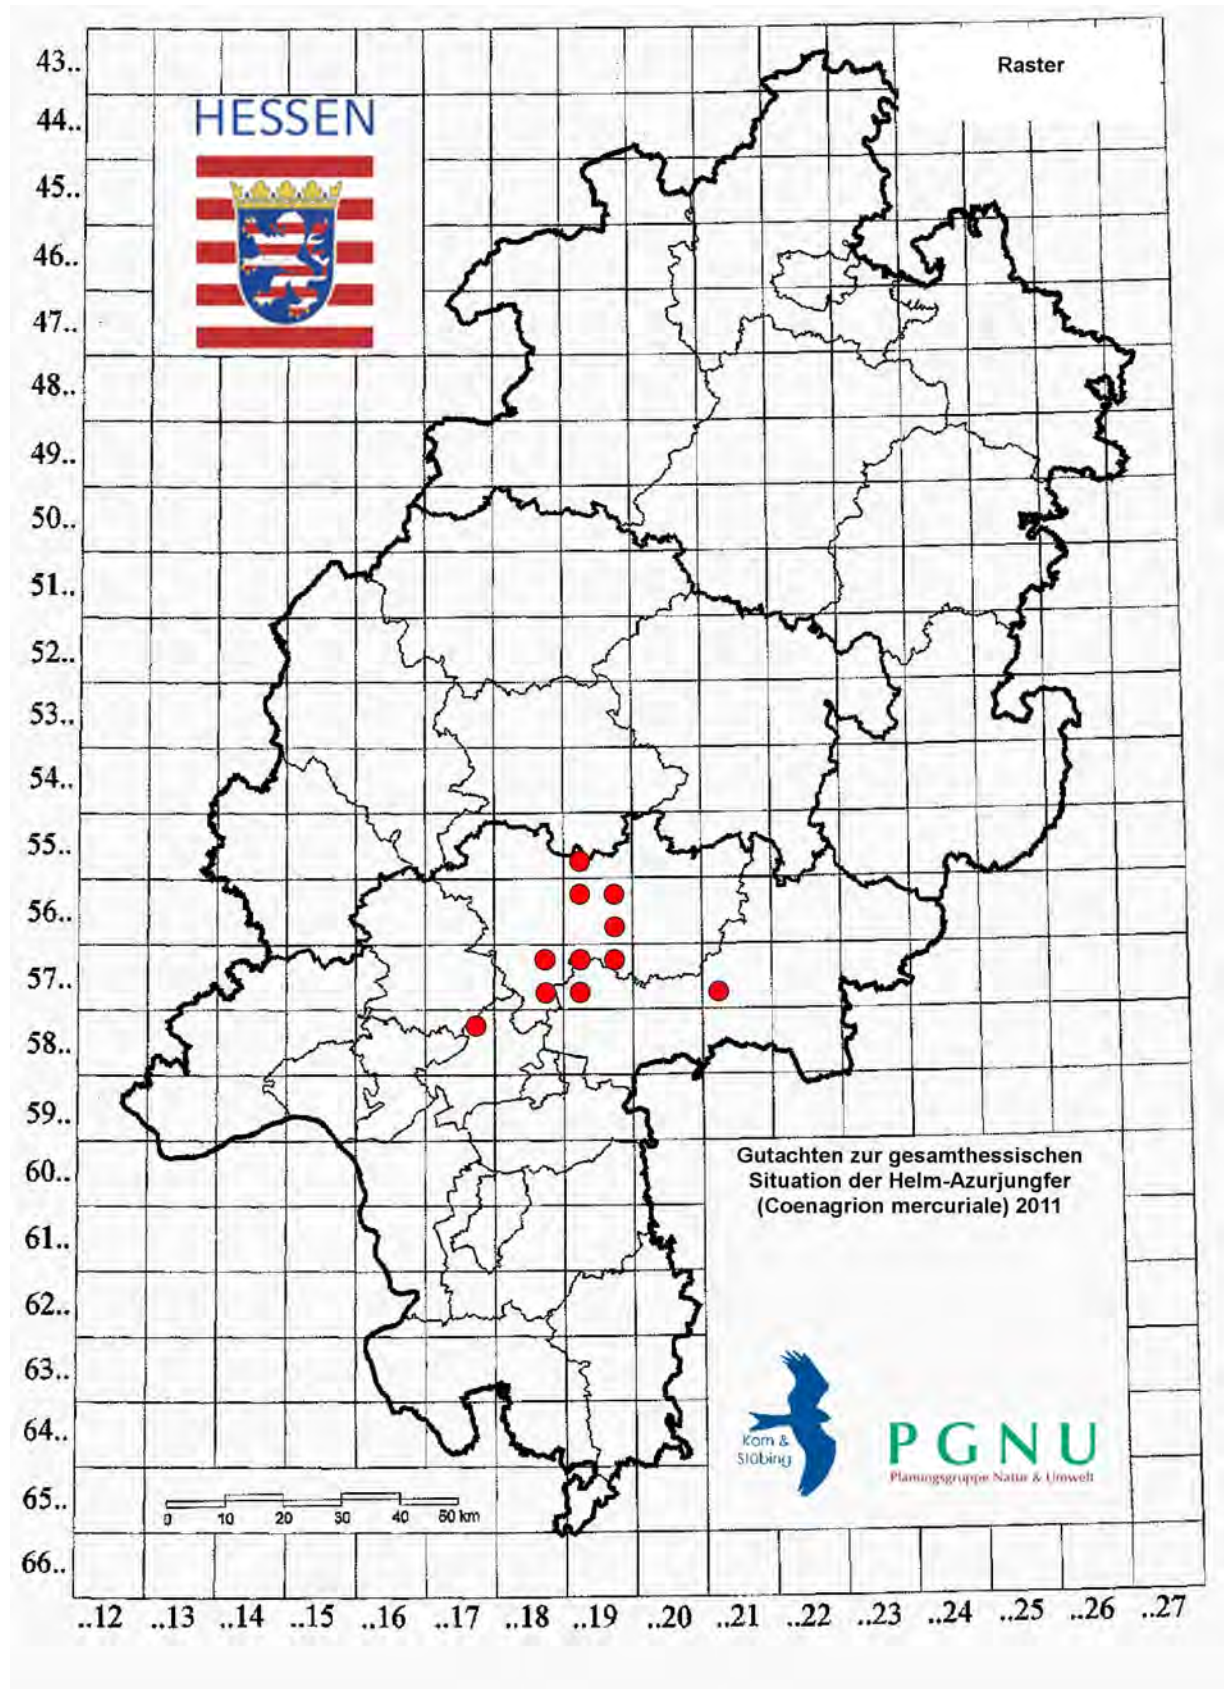 Raster
HESSEN
43..
44..
45..
46..
47..
48..
49..
50..
51..
52..
53..
54..
55..
56..
57..
58..
59..
60..
61..
62..
63..
64..
65..
66..
Gutachten zur gesamthessischen
Situation der Helm-Azurjungfer
(Coenagrion mercuriale) 2011
Korn &
Stübing
PGNU
Planungsgruppe Natur & Umwelt
0 10 20 30 40 50 km
..12 ..13 ..14 ..15 ..16 ..17 ..18 ..19 ..20 ..21 ..22 ..23 ..24 ..25 ..26 ..27